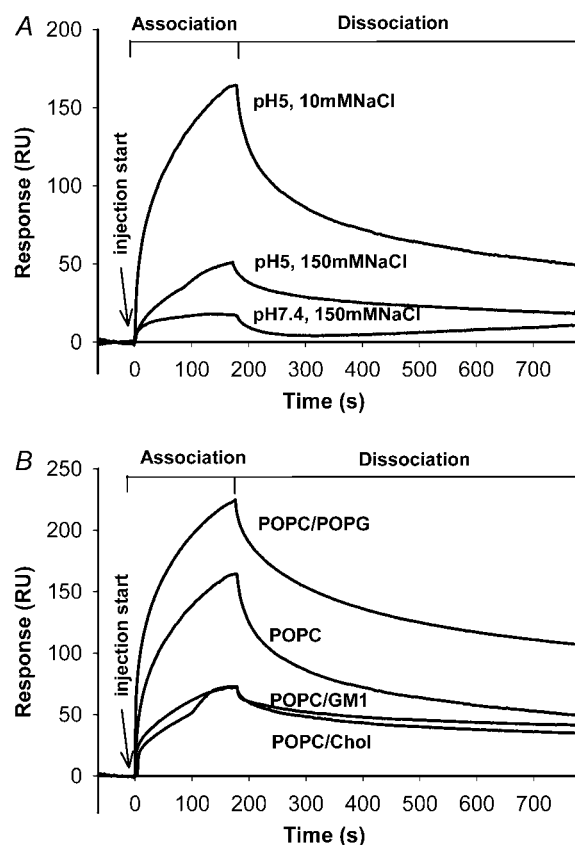 A
Association Dissociation
200
150
100
50
0
Response (RU)
injection start
pH5, 10mMNaCl
pH5, 150mMNaCl
pH7.4, 150mMNaCl
0 100 200 300 400 500 600 700
Time (s)
B
Association Dissociation
250
200
150
100
50
0
Response (RU)
injection start
POPC/POPG
POPC
POPC/GM1
POPC/Chol
0 100 200 300 400 500 600 700
Time (s)